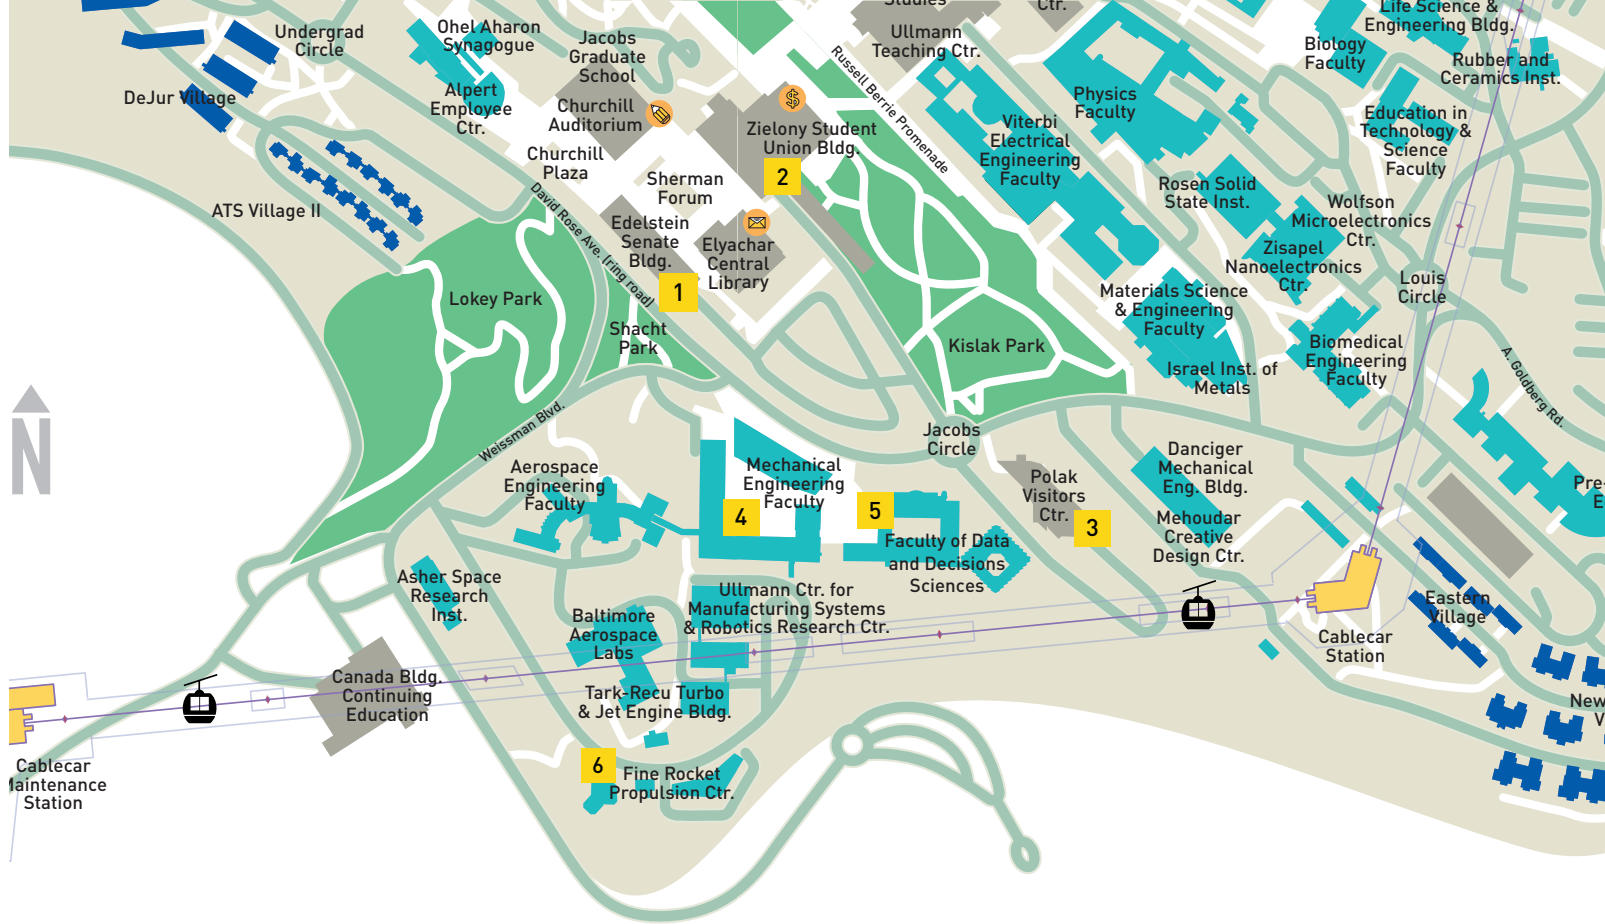 Ctr.
Life Science &
Engineering Bldg.
Undergrad
Circle
Ohel Aharon
Synagogue
Jacobs
Graduate
School
Ullmann
Teaching Ctr.
Biology
Faculty
Rubber and
Ceramics Inst.
DeJur Village
Alpert
Employee
Ctr.
Churchill
Auditorium
$
Zielony Student
Union Bldg.
Russell Berrie Promenade
Viterbi
Electrical
Engineering
Faculty
Physics
Faculty
Education in
Technology &
Science
Faculty
Churchill
Plaza
Sherman
Forum
2
Rosen Solid
State Inst.
Wolfson
Microelectronics
Ctr.
ATS Village II
David Rose Ave. (ring road)
Edelstein
Senate
Bldg.
Elyachar
Central
Library
Zisapel
Nanoelectronics
Ctr.
Louis
Circle
1
Lokey Park
Shacht
Park
Materials Science
& Engineering
Faculty
Kislak Park
Biomedical
Engineering
Faculty
Israel Inst. of
Metals
A. Goldberg Rd.
N
Weissman Blvd.
Jacobs
Circle
Aerospace
Engineering
Faculty
Mechanical
Engineering
Faculty
4
5
Polak
Visitors
Ctr.
3
Danciger
Mechanical
Eng. Bldg.
Mehoudar
Creative
Design Ctr.
Pre-
E
Faculty of Data
and Decisions
Sciences
Asher Space
Research
Inst.
Ullmann Ctr. for
Manufacturing Systems
& Robotics Research Ctr.
Baltimore
Aerospace
Labs
Eastern
Village
Cablecar
Station
Canada Bldg.
Continuing
Education
Tark-Recu Turbo
& Jet Engine Bldg.
New
V
6
Fine Rocket
Propulsion Ctr.
Cablecar
Maintenance
Station